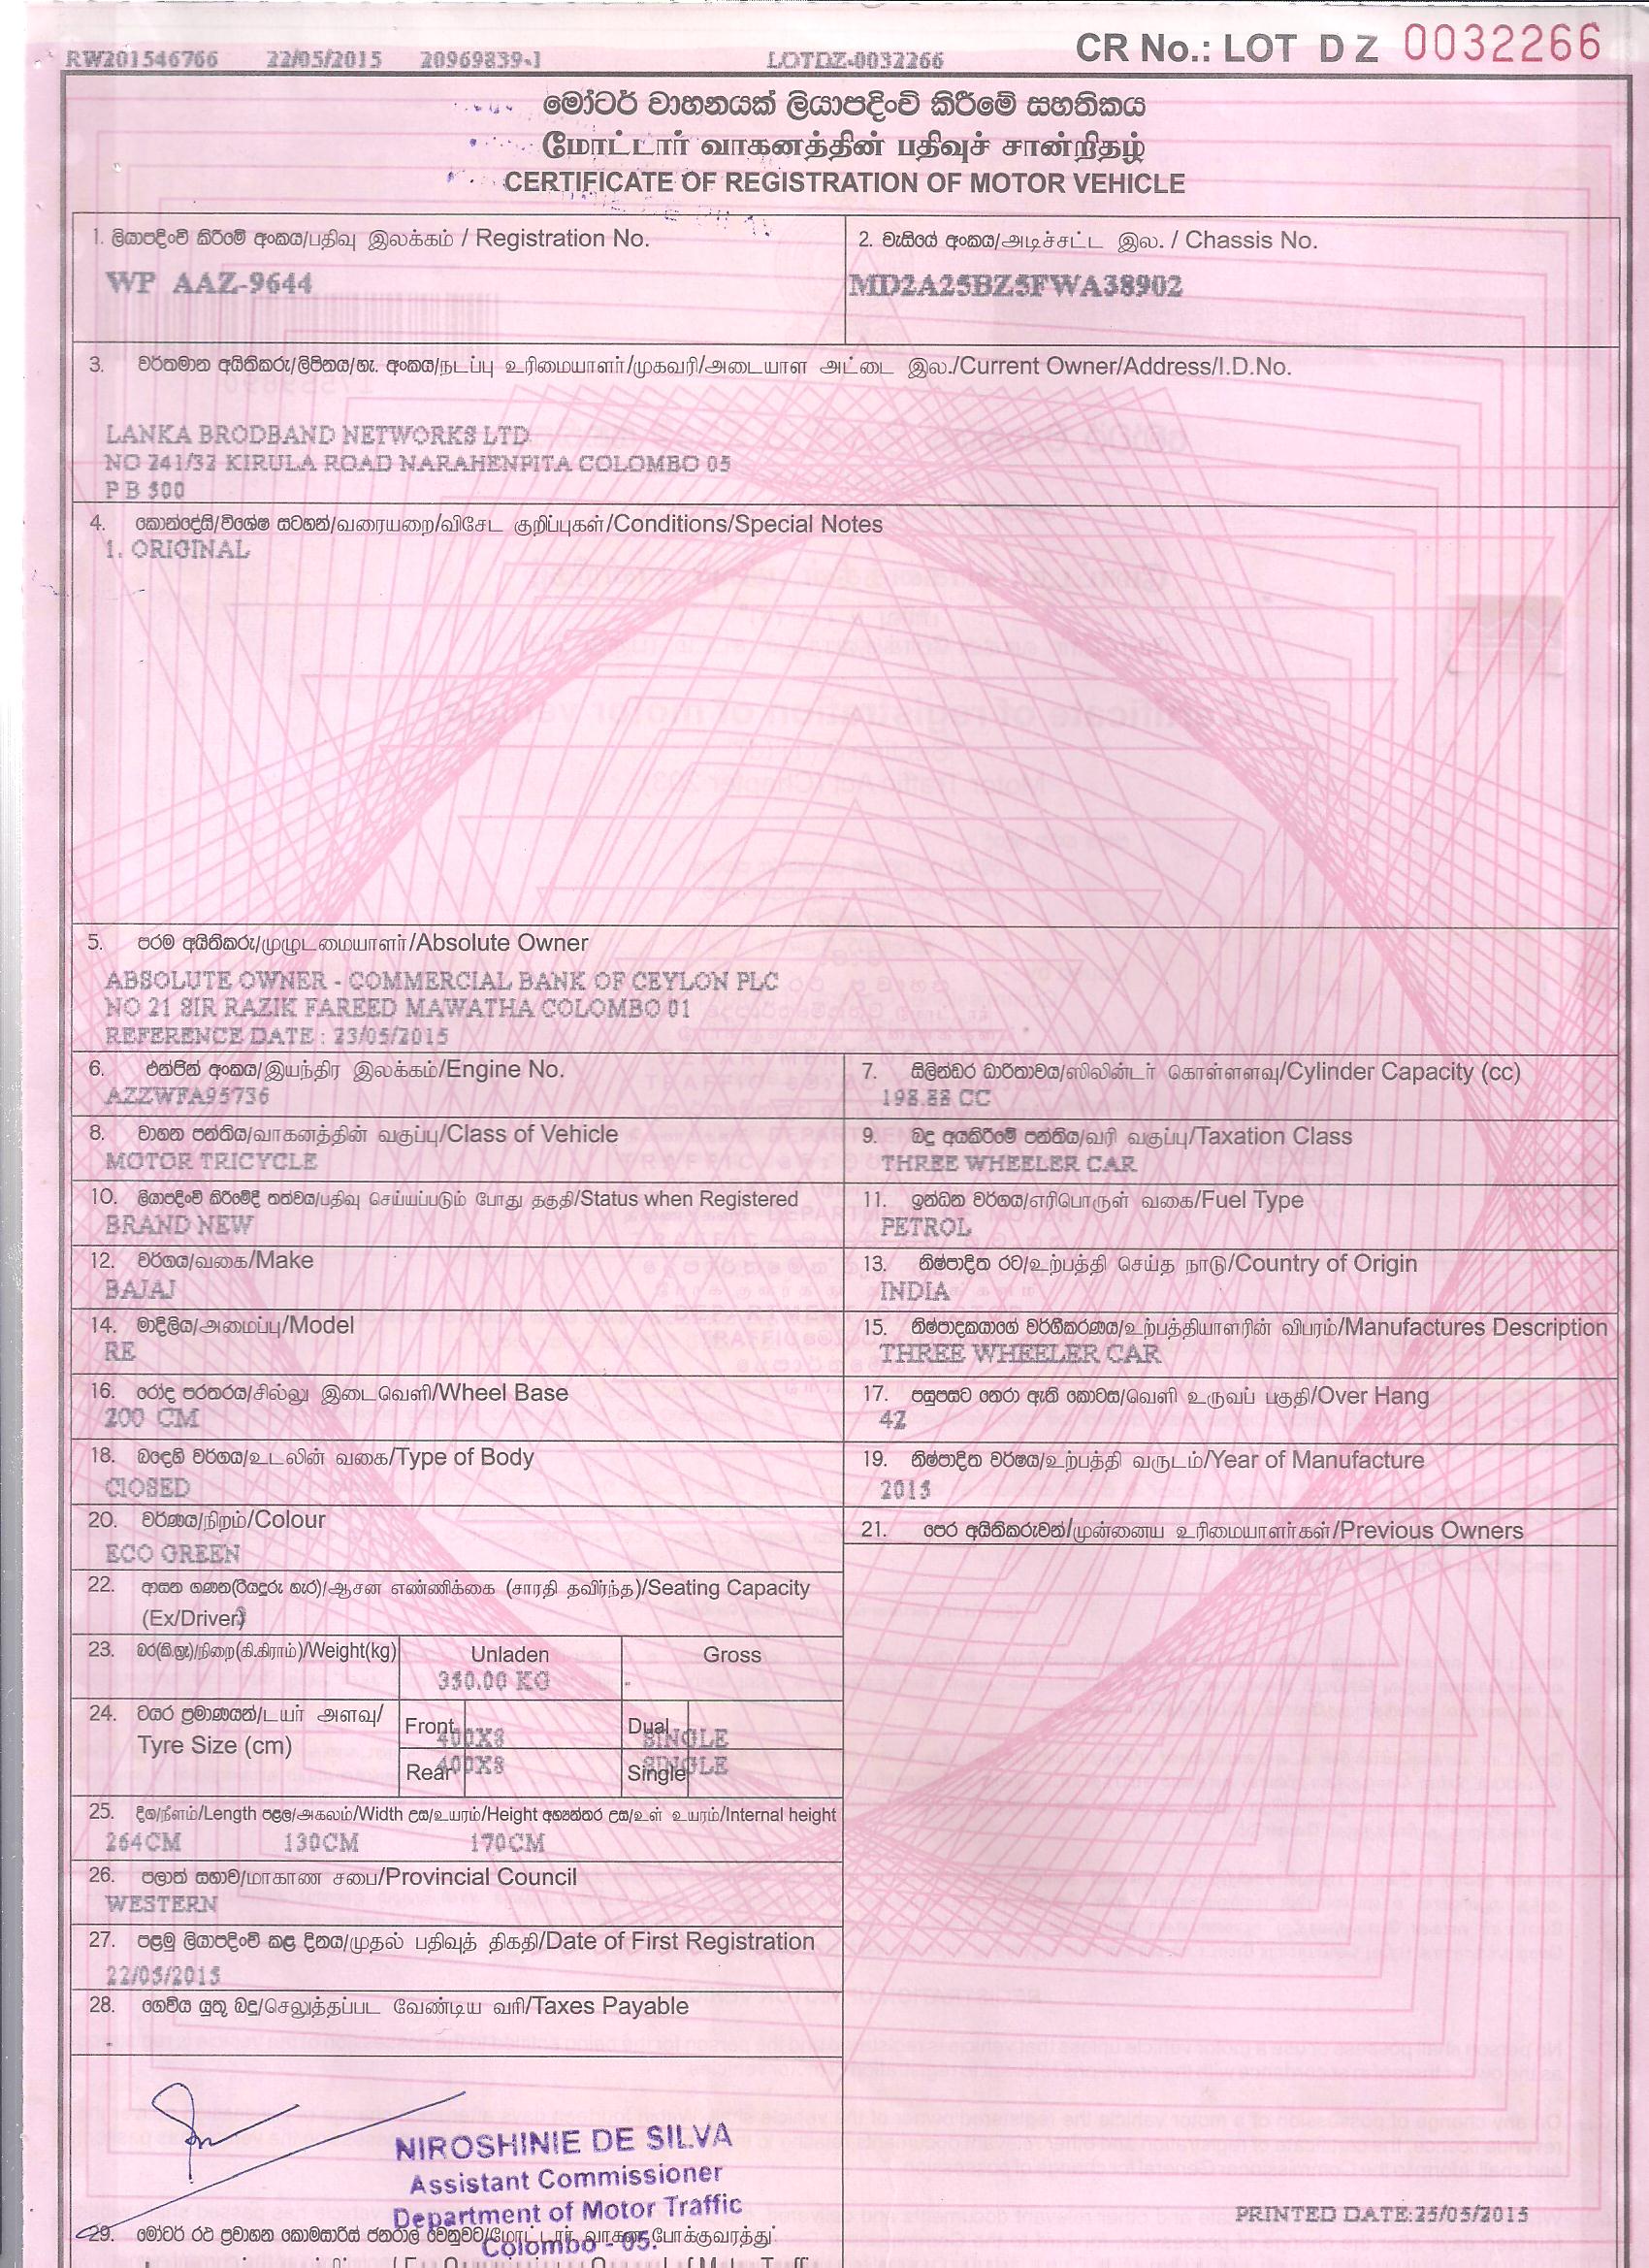 RW201546766 22/05/2015 20969839-1 LOTDZ-0032266 CR No.: LOT D Z 0032266
මෝටර් වාහනයක් ලියාපදිංචි කිරීමේ සහතිකය
மோட்டார் வாகனத்தின் பதிவுச் சான்றிதழ்
CERTIFICATE OF REGISTRATION OF MOTOR VEHICLE
1. ලියාපදිංචි කිරීමේ අංකය/பதிவு இலக்கம் / Registration No.
WP AAZ-9644
2. චැසියේ අංකය/அடிச்சட்ட இல. / Chassis No.
MD2A25BZ5FWA38902
3. වර්තමාන අයිතිකරු/ලිපිනය/හැ. අංකය/நடப்பு உரிமையாளர்/முகவரி/அடையாள அட்டை இல./Current Owner/Address/I.D.No.
LANKA BRODBAND NETWORKS LTD
NO 241/32 KIRULA ROAD NARAHENPITA COLOMBO 05
P B 500
4. කොන්දේසි/විශේෂ සටහන්/வரையறை/விசேட குறிப்புகள்/Conditions/Special Notes
1. ORIGINAL
5. පරම අයිතිකරු/முழுடமையாளர்/Absolute Owner
ABSOLUTE OWNER - COMMERCIAL BANK OF CEYLON PLC
NO 21 SIR RAZIK FAREED MAWATHA COLOMBO 01
REFERENCE DATE : 23/05/2015
6. එන්ජින් අංකය/இயந்திர இலக்கம்/Engine No.
AZZWFA95736
7. සිලින්ඩර ධාරිතාවය/ஸிலின்டர் கொள்ளளவு/Cylinder Capacity (cc)
198.88 CC
8. වාහන පන්තිය/வாகனத்தின் வகுப்பு/Class of Vehicle
MOTOR TRICYCLE
9. බදු අයකිරීමේ පන්තිය/வரி வகுப்பு/Taxation Class
THREE WHEELER CAR
10. ලියාපදිංචි කිරීමේදී තත්වය/பதிவு செய்யப்படும் போது தகுதி/Status when Registered
BRAND NEW
11. ඉන්ධන වර්ගය/எரிபொருள் வகை/Fuel Type
PETROL
12. වර්ගය/வகை/Make
BAJAJ
13. නිෂ්පාදිත රට/உற்பத்தி செய்த நாடு/Country of Origin
INDIA
14. මාදිලිය/அமைப்பு/Model
RE
15. නිෂ්පාදකයාගේ වර්ගීකරණය/உற்பத்தியாளரின் விபரம்/Manufactures Description
THREE WHEELER CAR
16. රෝද පරතරය/சில்லு இடைவெளி/Wheel Base
200 CM
17. පසුපසට නෙරා ඇති කොටස/வெளி உருவப் பகுதி/Over Hang
42
18. බඳෙහි වර්ගය/உடலின் வகை/Type of Body
ClOSED
19. නිෂ්පාදිත වර්ෂය/உற்பத்தி வருடம்/Year of Manufacture
2015
20. වර්ණය/நிறம்/Colour
ECO GREEN
21. පෙර අයිතිකරුවන්/முன்னைய உரிமையாளர்கள்/Previous Owners
22. ආසන ගණන(රියදුරු හැර)/ஆசன எண்ணிக்கை (சாரதி தவிர்ந்த)/Seating Capacity
(Ex/Driver)
23. බර(කි.ග්‍රෑ)/நிறை(கி.கிராம்)/Weight(kg) Unladen Gross
350.00 KG -
24. ටයර ප්‍රමාණයන්/டயர் அளவு/
Tyre Size (cm)
Front 400X8 Dual SINGLE
Rear 400X8 Single SINGLE
25. දිග/நீளம்/Length පළල/அகலம்/Width උස/உயரம்/Height අභ්‍යන්තර උස/உள் உயரம்/Internal height
264CM 130CM 170CM
26. පලාත් සභාව/மாகாண சபை/Provincial Council
WESTERN
27. පළමු ලියාපදිංචි කළ දිනය/முதல் பதிவுத் திகதி/Date of First Registration
22/05/2015
28. ගෙවිය යුතු බදු/செலுத்தப்பட வேண்டிய வரி/Taxes Payable
-
NIROSHINIE DE SILVA
Assistant Commissioner
Department of Motor Traffic
Colombo - 05.
PRINTED DATE:25/05/2015
29. මෝටර් රථ ප්‍රවාහන කොමසාරිස් ජනරාල් වෙනුවට/மோட்டார் வாகன போக்குவரத்து